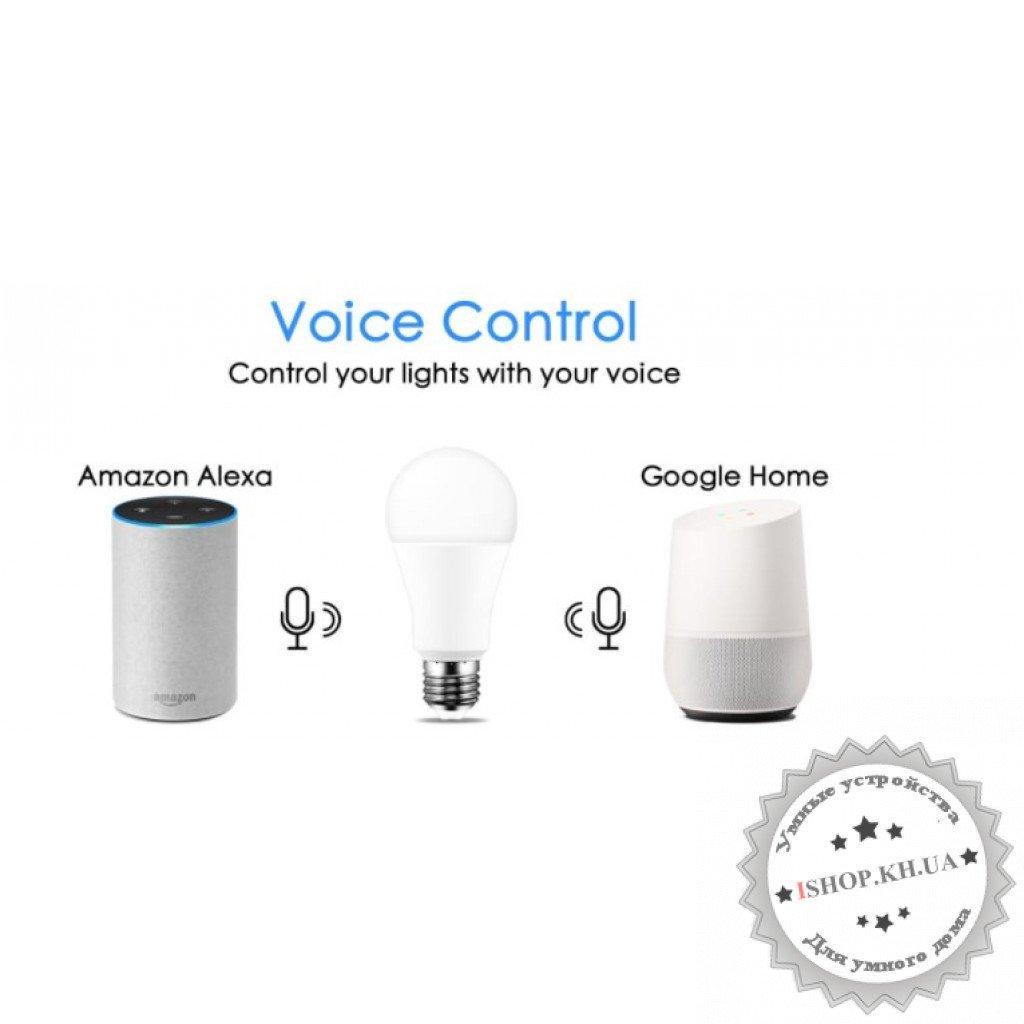 Voice Control
Control your lights with your voice
Amazon Alexa
Google Home
amazon
Умные устройства
ISHOP.KH.UA
Для умного дома